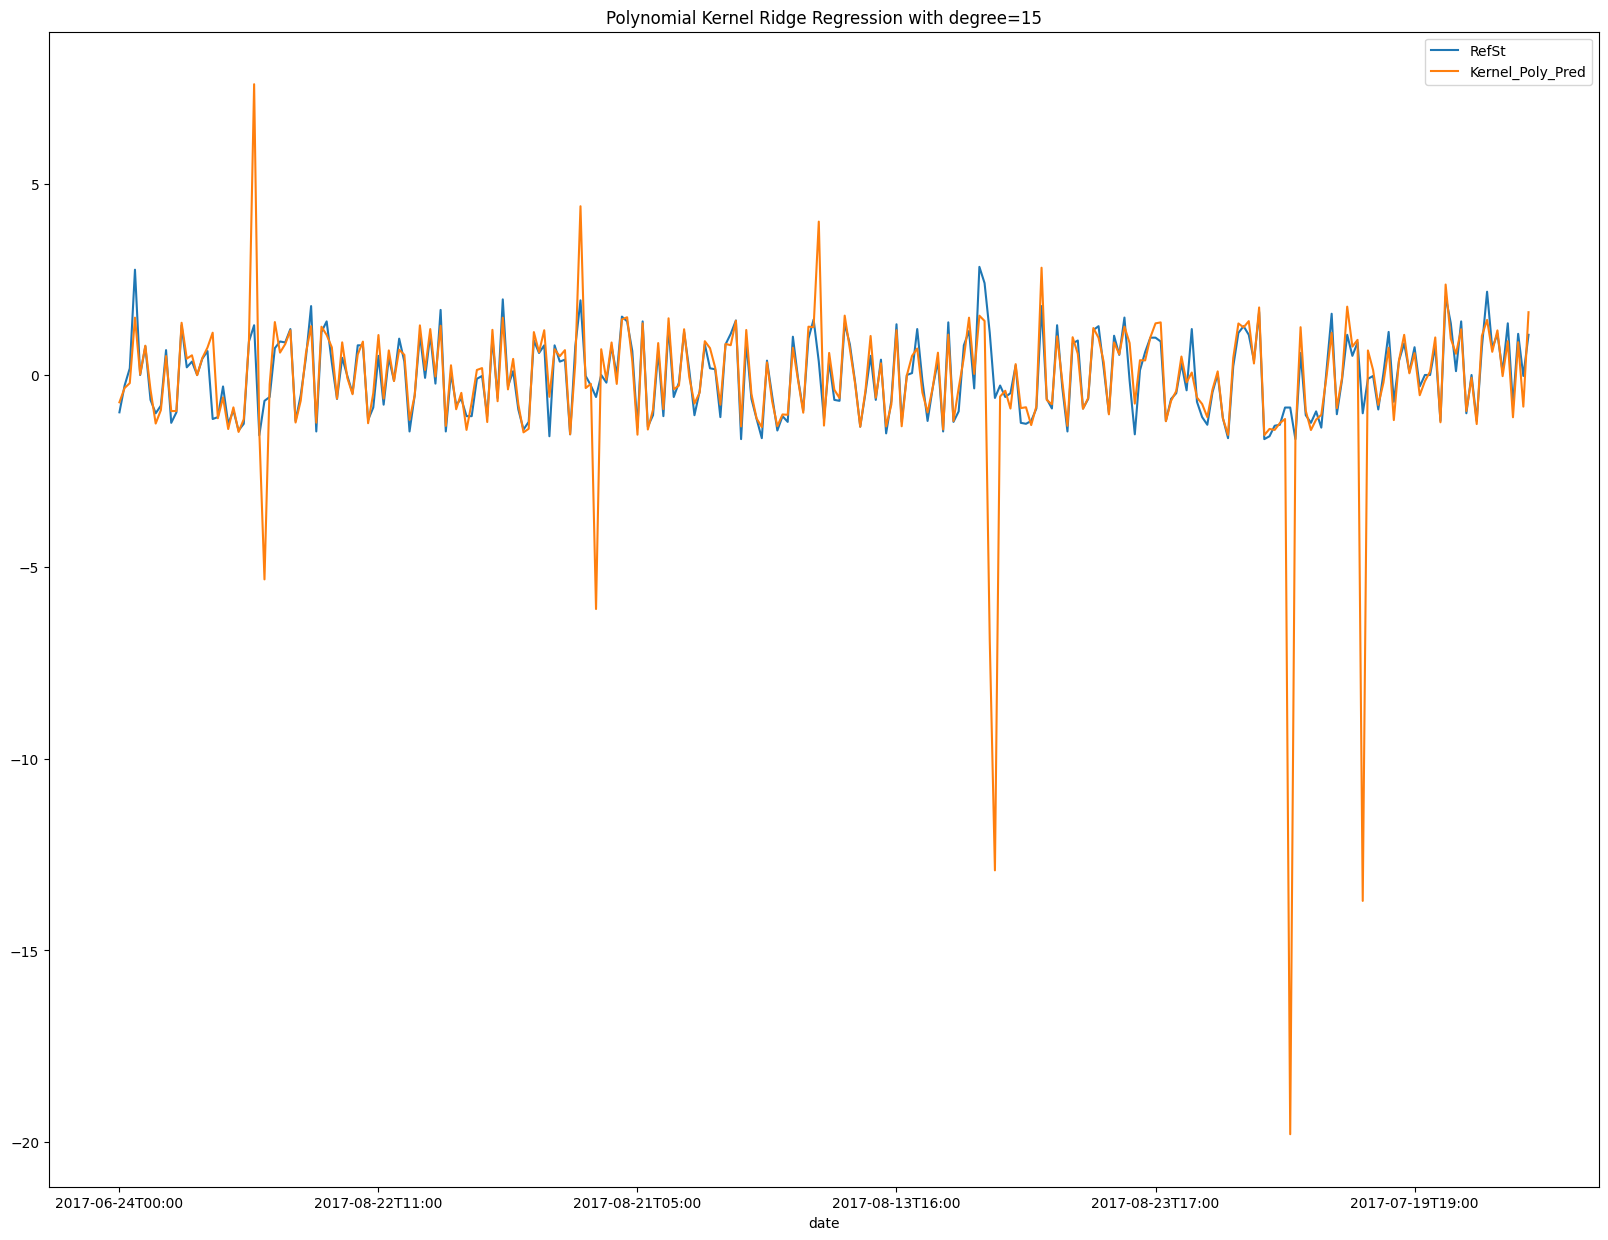 Polynomial Kernel Ridge Regression with degree=15
RefSt
Kernel_Poly_Pred
5
0
−5
−10
−15
−20
2017-06-24T00:00 2017-08-22T11:00 2017-08-21T05:00 2017-08-13T16:00 2017-08-23T17:00 2017-07-19T19:00
date